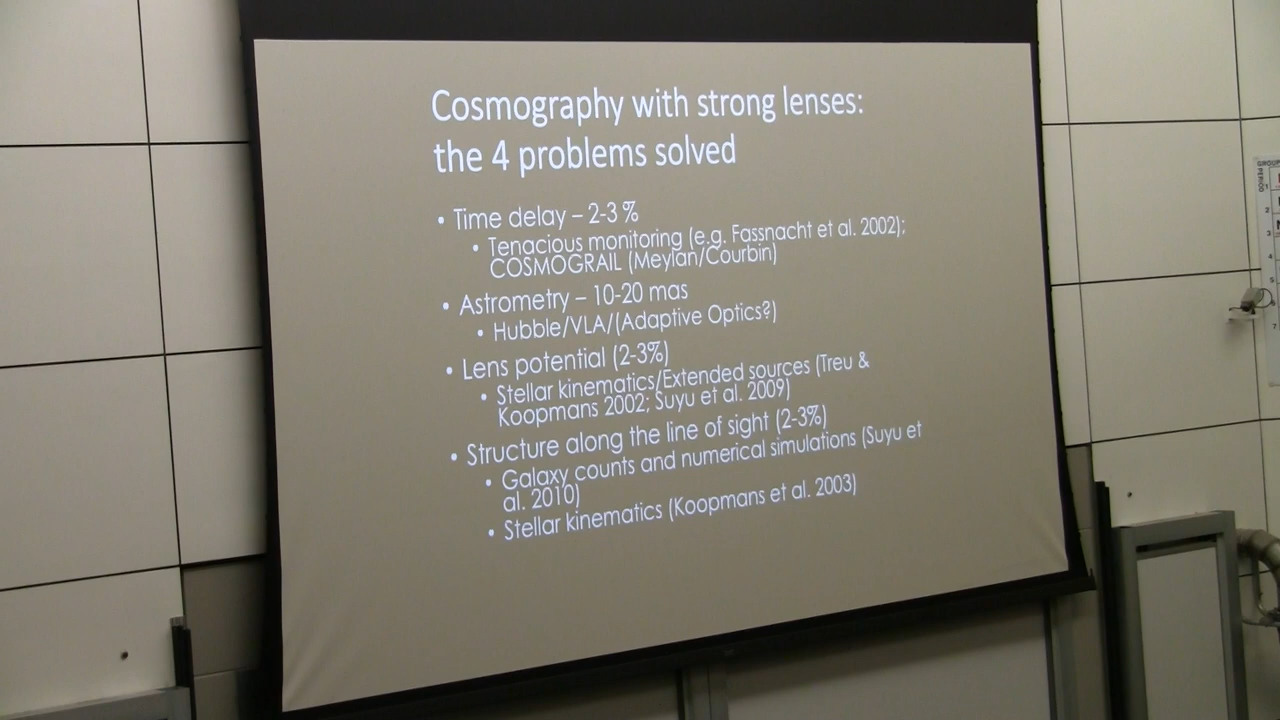 Cosmography with strong lenses:
the 4 problems solved
• Time delay – 2-3 %
• Tenacious monitoring (e.g. Fassnacht et al. 2002);
COSMOGRAIL (Meylan/Courbin)
• Astrometry – 10-20 mas
• Hubble/VLA/(Adaptive Optics?)
• Lens potential (2-3%)
• Stellar kinematics/Extended sources (Treu &
Koopmans 2002; Suyu et al. 2009)
• Structure along the line of sight (2-3%)
• Galaxy counts and numerical simulations (Suyu et
al. 2010)
• Stellar kinematics (Koopmans et al. 2003)